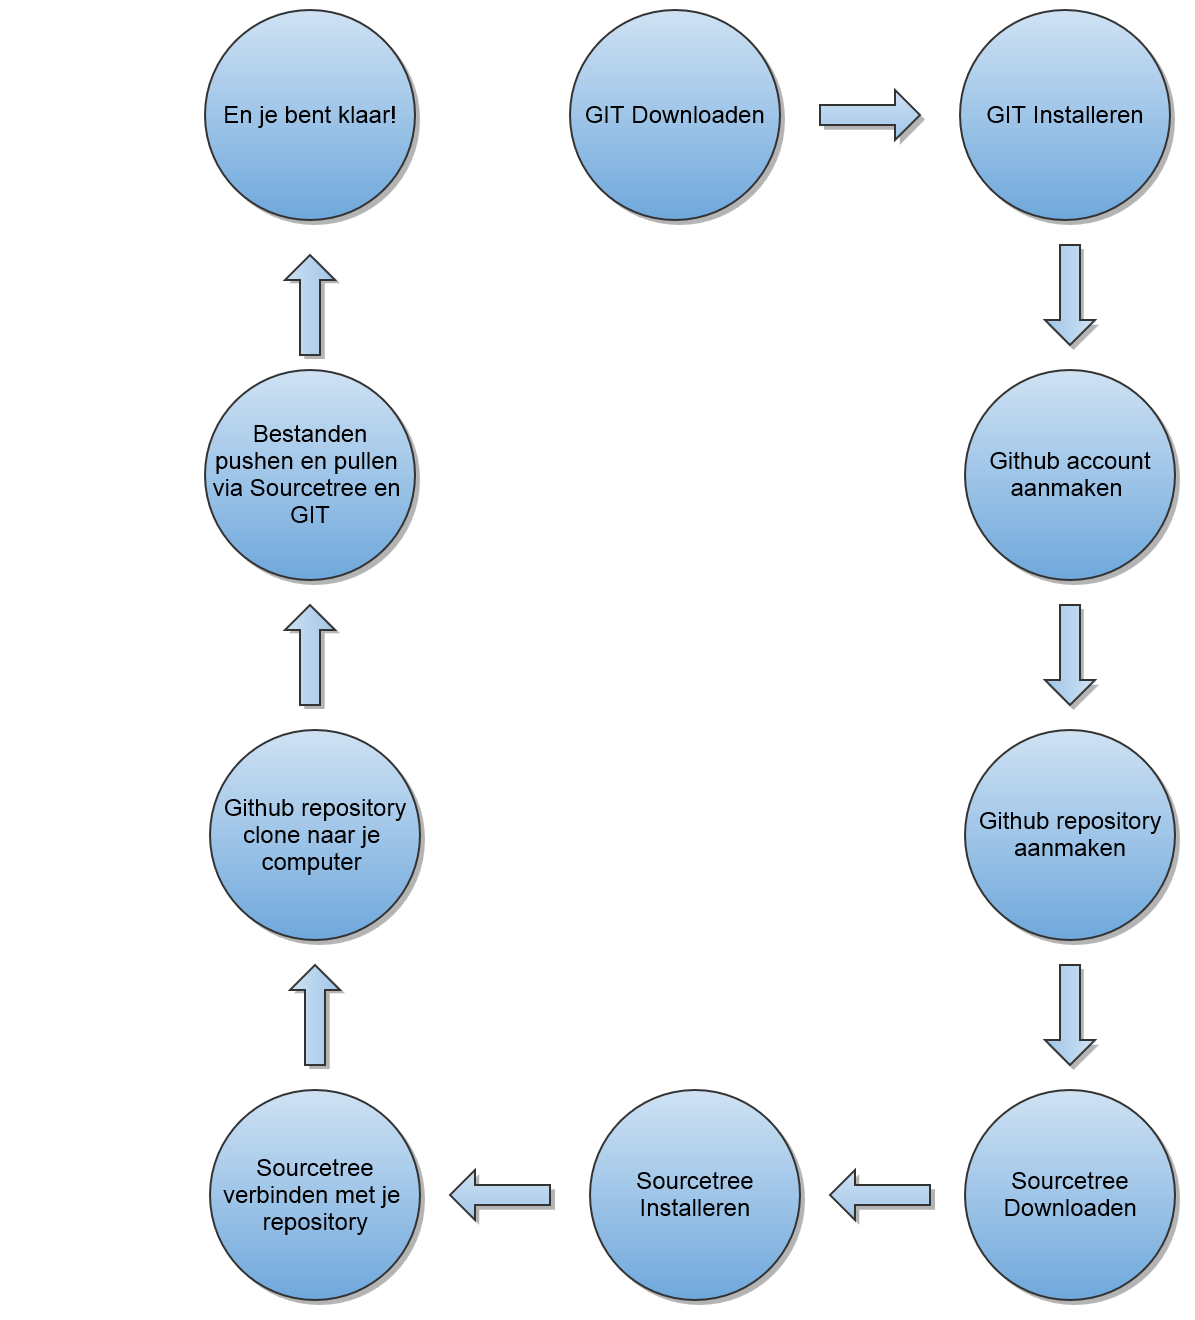 En je bent klaar!
GIT Downloaden
GIT Installeren
Bestanden
pushen en pullen
via Sourcetree en
GIT
Github account
aanmaken
Github repository
clone naar je
computer
Github repository
aanmaken
Sourcetree
verbinden met je
repository
Sourcetree
Installeren
Sourcetree
Downloaden